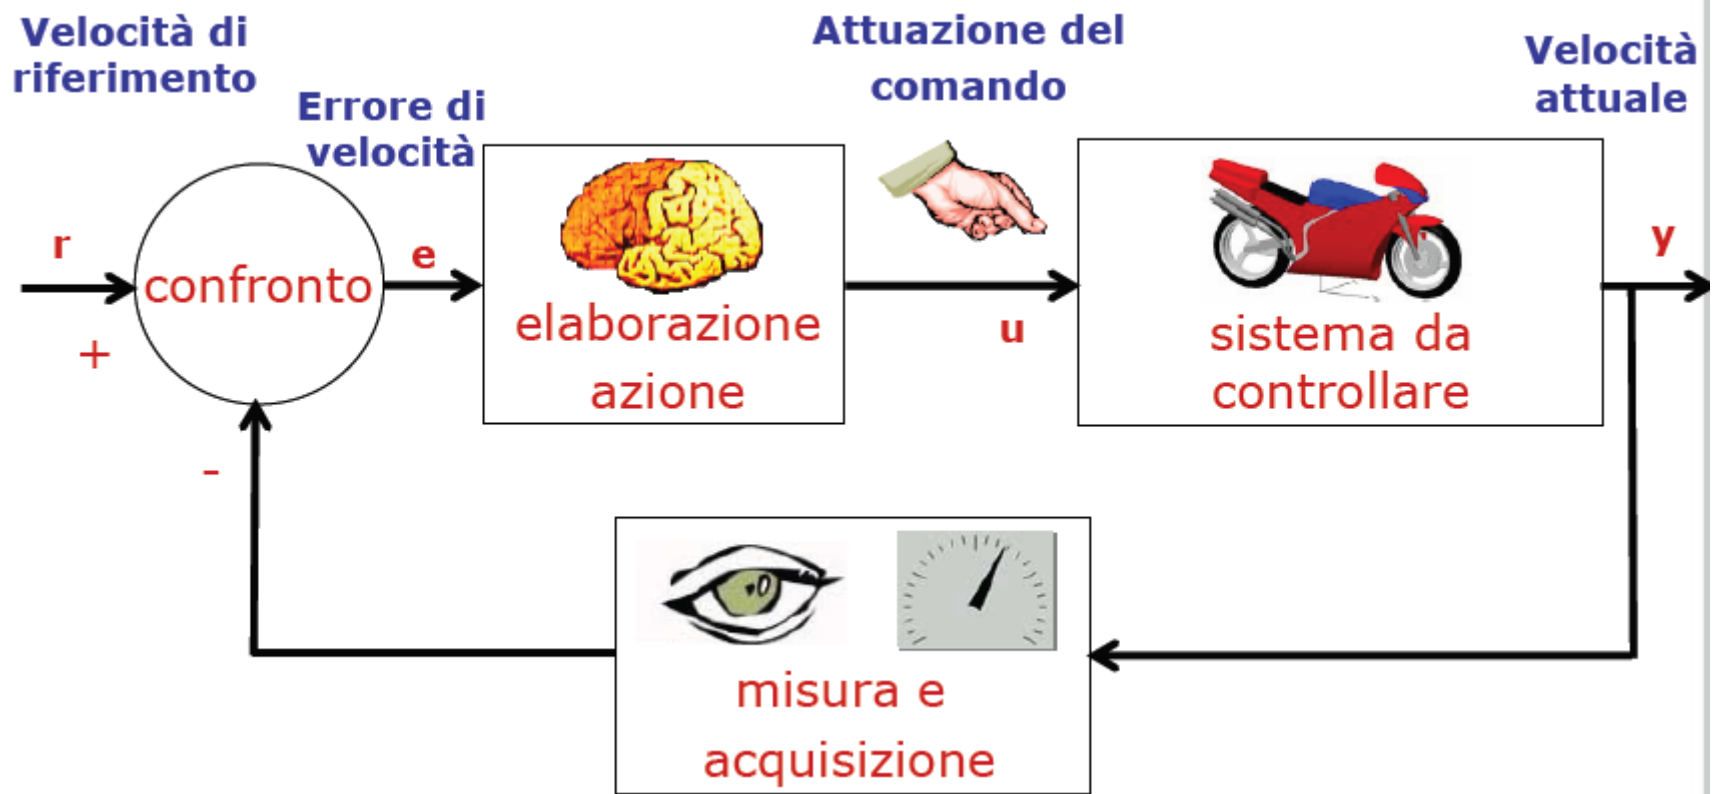 Velocità di
riferimento
Errore di
velocità
Attuazione del
comando
Velocità
attuale
r
+
confronto
e
elaborazione
azione
u
sistema da
controllare
y
-
misura e
acquisizione